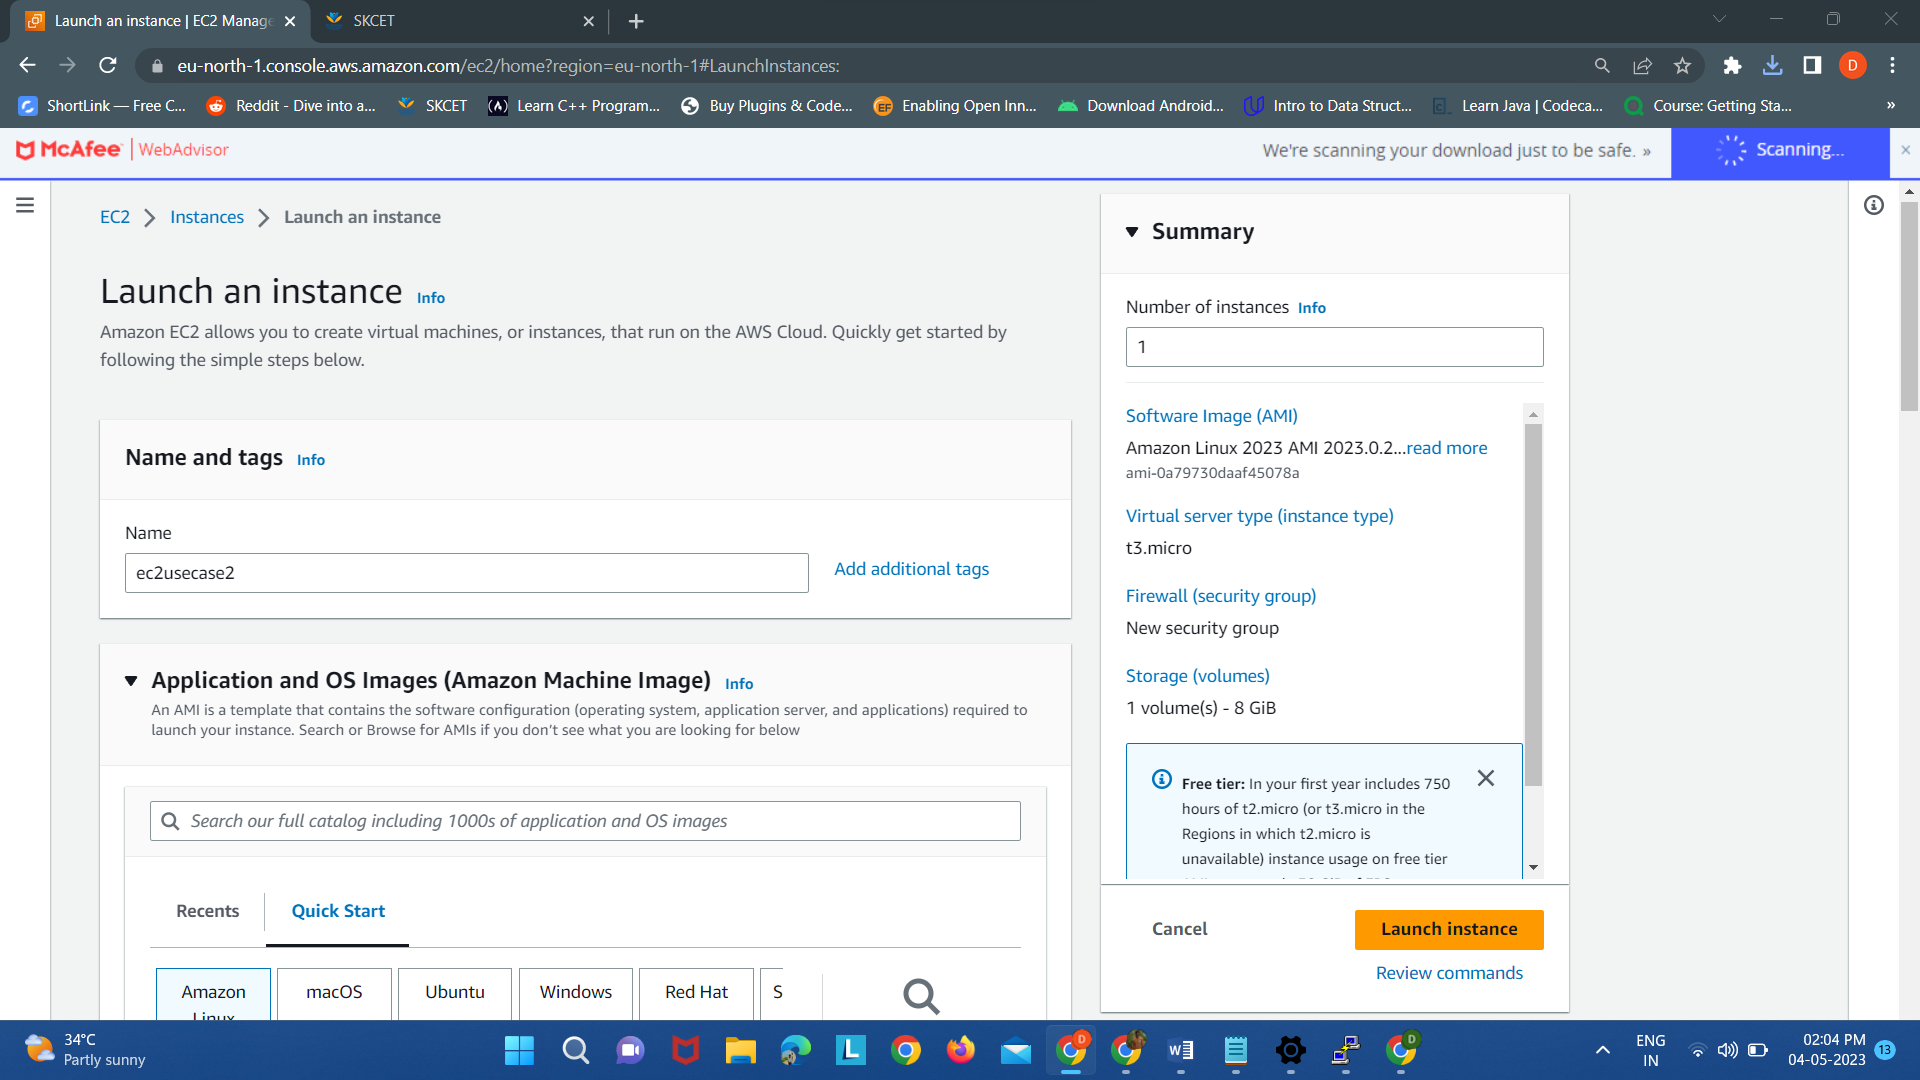 Launch an instance | EC2 Manage
SKCET
eu-north-1.console.aws.amazon.com/ec2/home?region=eu-north-1#LaunchInstances:
D
ShortLink — Free C...
Reddit - Dive into a...
SKCET
Learn C++ Program...
Buy Plugins & Code...
Enabling Open Inn...
Download Android...
Intro to Data Struct...
Learn Java | Codeca...
Course: Getting Sta...
»
McAfee | WebAdvisor
We're scanning your download just to be safe. »
Scanning...
EC2 > Instances > Launch an instance
Launch an instance Info
Amazon EC2 allows you to create virtual machines, or instances, that run on the AWS Cloud. Quickly get started by
following the simple steps below.
Name and tags Info
Name
ec2usecase2
Add additional tags
Application and OS Images (Amazon Machine Image) Info
An AMI is a template that contains the software configuration (operating system, application server, and applications) required to
launch your instance. Search or Browse for AMIs if you don't see what you are looking for below
Search our full catalog including 1000s of application and OS images
Recents
Quick Start
Amazon
Linux
macOS
Ubuntu
Windows
Red Hat
S
Summary
Number of instances Info
1
Software Image (AMI)
Amazon Linux 2023 AMI 2023.0.2...read more
ami-0a79730daaf45078a
Virtual server type (instance type)
t3.micro
Firewall (security group)
New security group
Storage (volumes)
1 volume(s) - 8 GiB
Free tier: In your first year includes 750
hours of t2.micro (or t3.micro in the
Regions in which t2.micro is
unavailable) instance usage on free tier
Cancel
Launch instance
Review commands
34°C
Partly sunny
ENG
IN
02:04 PM
04-05-2023
13